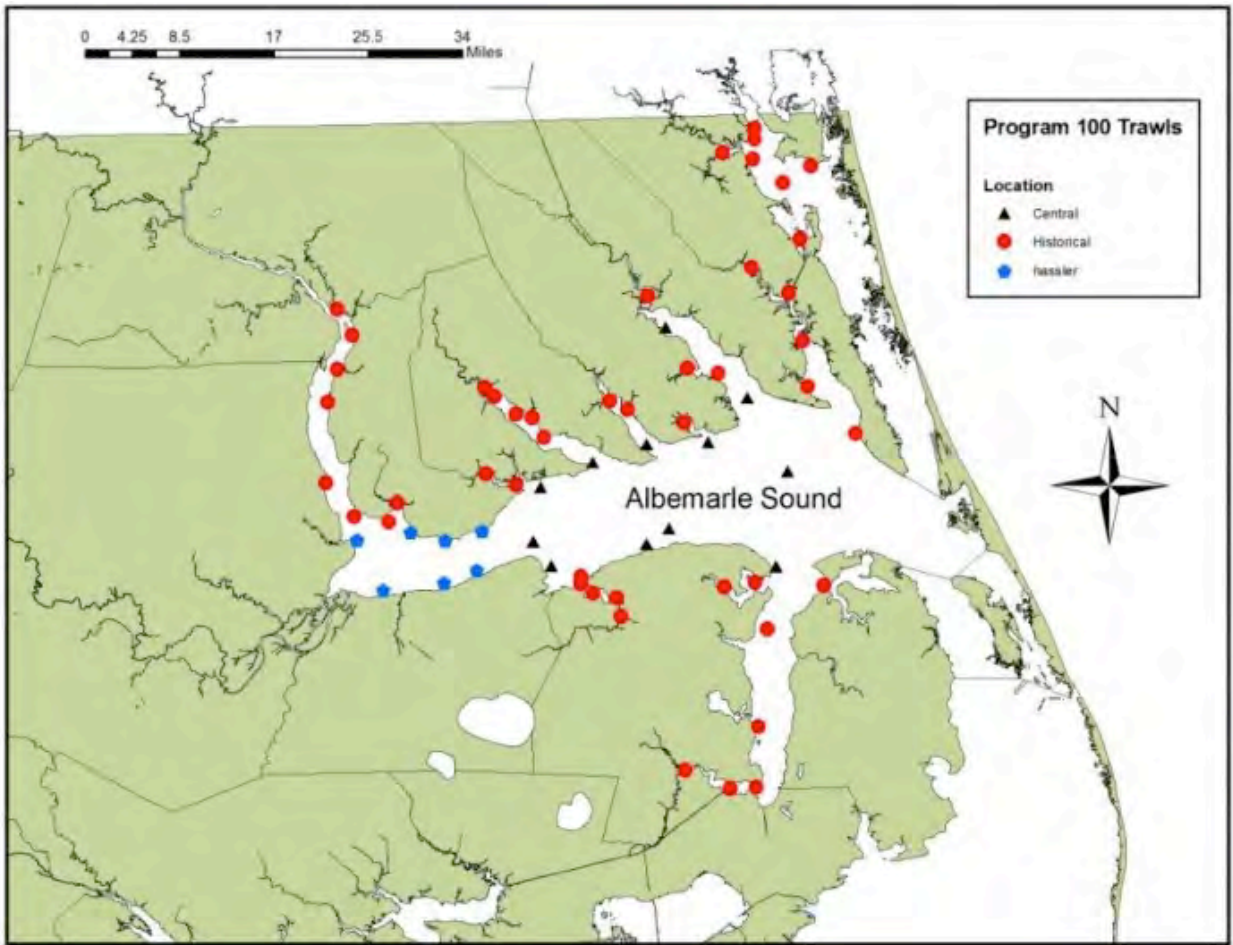 0 4.25 8.5 17 25.5 34
Miles
Program 100 Trawls
Location
Central
Historical
hassler
N
Albemarle Sound